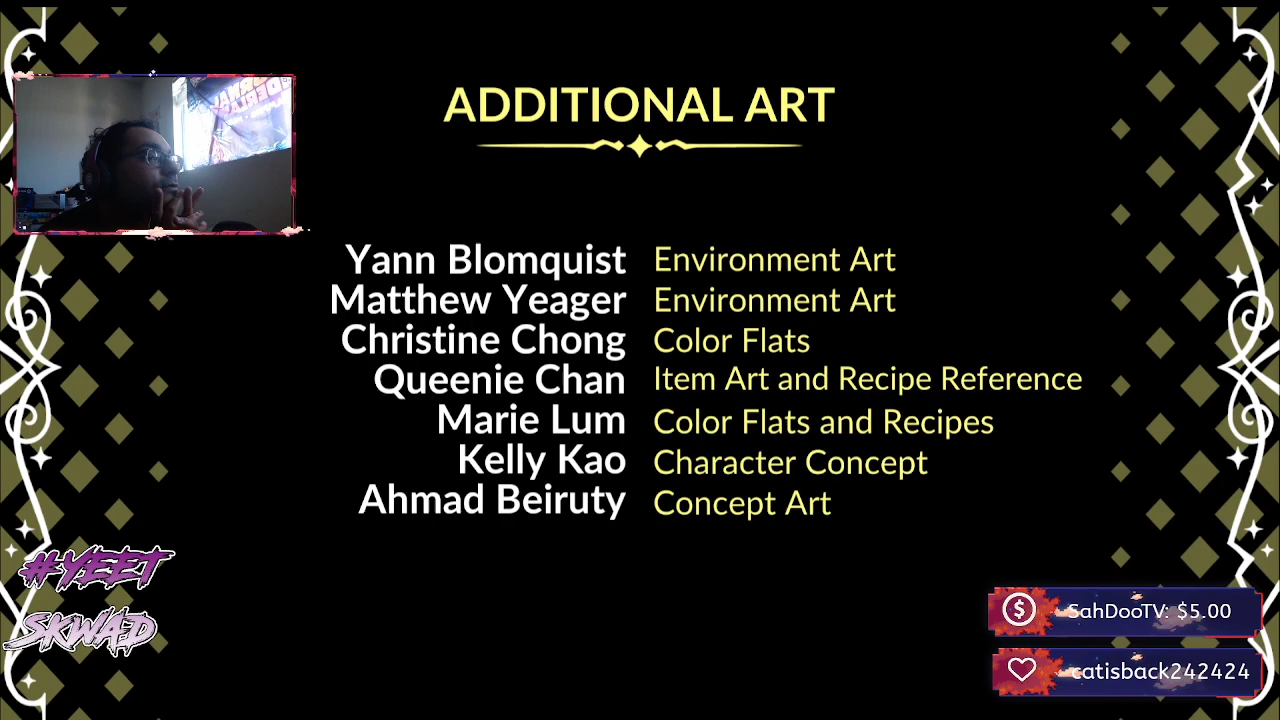 ADDITIONAL ART
Yann Blomquist Environment Art
Matthew Yeager Environment Art
Christine Chong Color Flats
Queenie Chan Item Art and Recipe Reference
Marie Lum Color Flats and Recipes
Kelly Kao Character Concept
Ahmad Beiruty Concept Art
#YEET
SKWAD
$ SahDooTV: $5.00
catisback242424